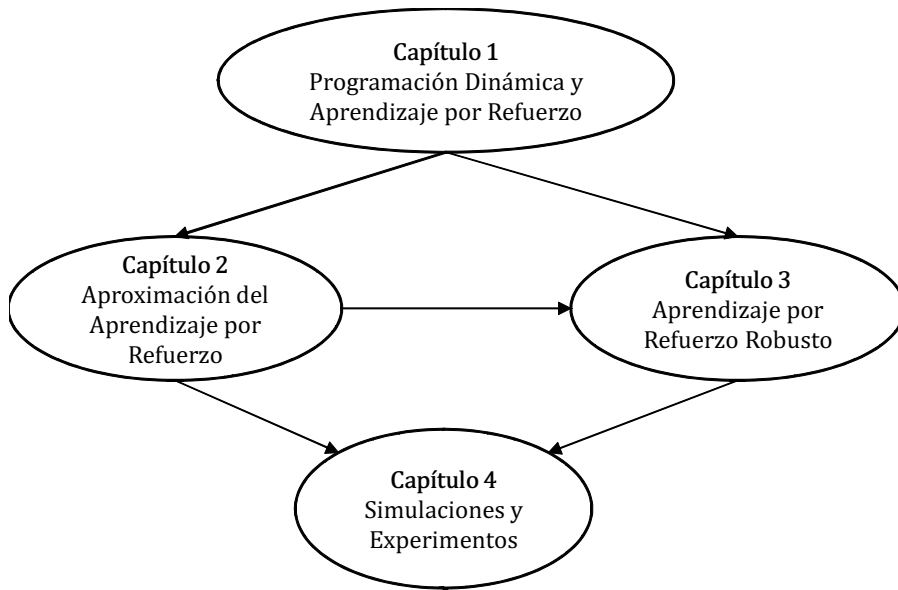 Capítulo 1
Programación Dinámica y
Aprendizaje por Refuerzo
Capítulo 2
Aproximación del
Aprendizaje por
Refuerzo
Capítulo 3
Aprendizaje por
Refuerzo Robusto
Capítulo 4
Simulaciones y
Experimentos